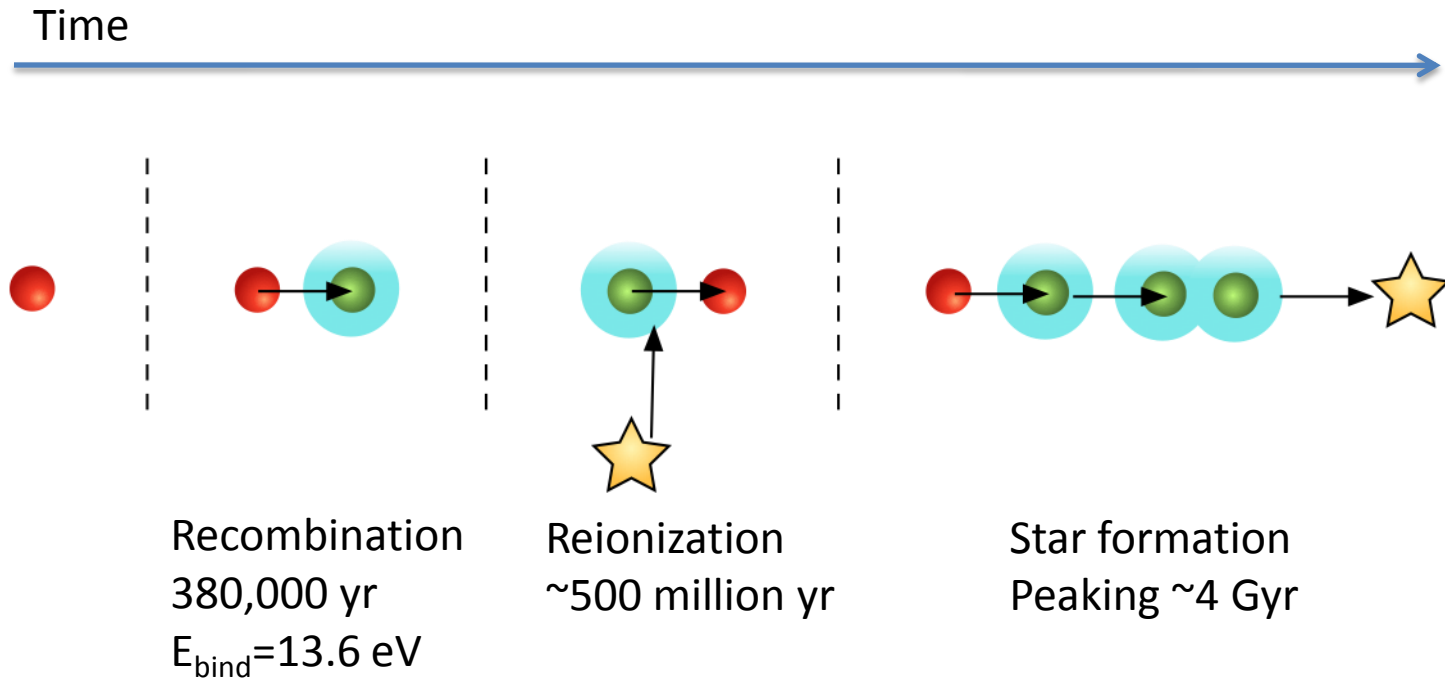 Time
Recombination
380,000 yr
E_bind=13.6 eV
Reionization
~500 million yr
Star formation
Peaking ~4 Gyr